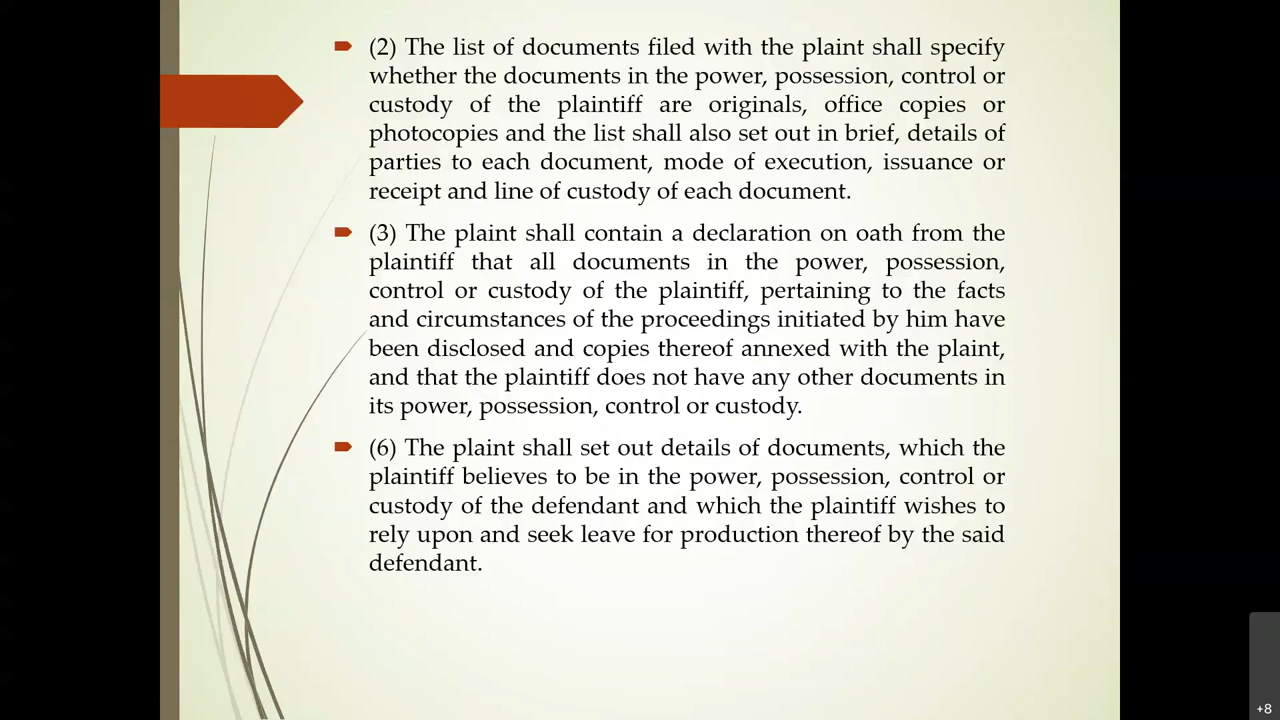 (2) The list of documents filed with the plaint shall specify
whether the documents in the power, possession, control or
custody of the plaintiff are originals, office copies or
photocopies and the list shall also set out in brief, details of
parties to each document, mode of execution, issuance or
receipt and line of custody of each document.
(3) The plaint shall contain a declaration on oath from the
plaintiff that all documents in the power, possession,
control or custody of the plaintiff, pertaining to the facts
and circumstances of the proceedings initiated by him have
been disclosed and copies thereof annexed with the plaint,
and that the plaintiff does not have any other documents in
its power, possession, control or custody.
(6) The plaint shall set out details of documents, which the
plaintiff believes to be in the power, possession, control or
custody of the defendant and which the plaintiff wishes to
rely upon and seek leave for production thereof by the said
defendant.
+8